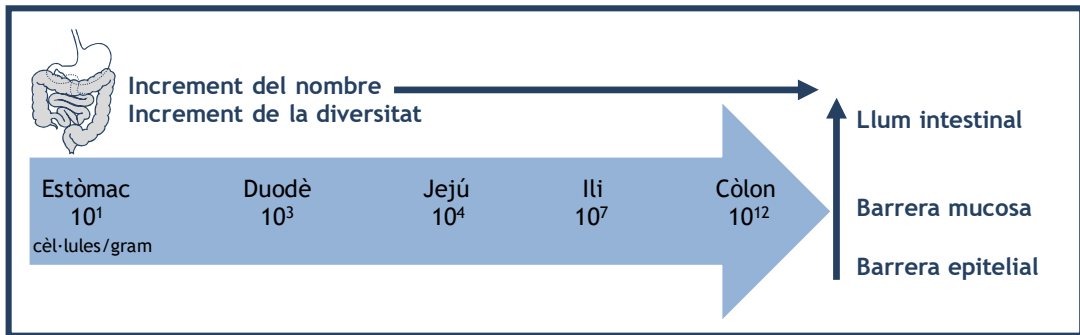 Increment del nombre
Increment de la diversitat
Estòmac Duodè Jejú Ili Còlon
10¹ 10³ 10⁴ 10⁷ 10¹²
cèl·lules/gram
Llum intestinal
Barrera mucosa
Barrera epitelial